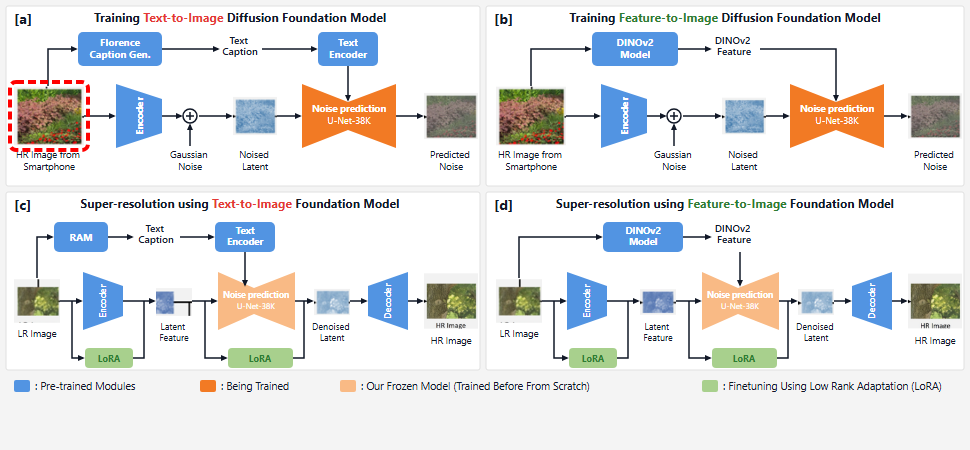 [a] Training Text-to-Image Diffusion Foundation Model
Florence
Caption Gen.
Text
Caption
Text
Encoder
Encoder
Noise prediction
U-Net-38K
HR Image from
Smartphone
Gaussian
Noise
Noised
Latent
Predicted
Noise
[b] Training Feature-to-Image Diffusion Foundation Model
DINOv2
Model
DINOv2
Feature
Encoder
Noise prediction
U-Net-38K
HR Image from
Smartphone
Gaussian
Noise
Noised
Latent
Predicted
Noise
[c] Super-resolution using Text-to-Image Foundation Model
RAM
Text
Caption
Text
Encoder
Encoder
Noise prediction
U-Net-38K
Decoder
LR Image
Latent
Feature
Denoised
Latent
HR Image
HR Image
LoRA
LoRA
[d] Super-resolution using Feature-to-Image Foundation Model
DINOv2
Model
DINOv2
Feature
Encoder
Noise prediction
U-Net-38K
Decoder
LR Image
Latent
Feature
Denoised
Latent
HR Image
HR Image
LoRA
LoRA
: Pre-trained Modules
: Being Trained
: Our Frozen Model (Trained Before From Scratch)
: Finetuning Using Low Rank Adaptation (LoRA)